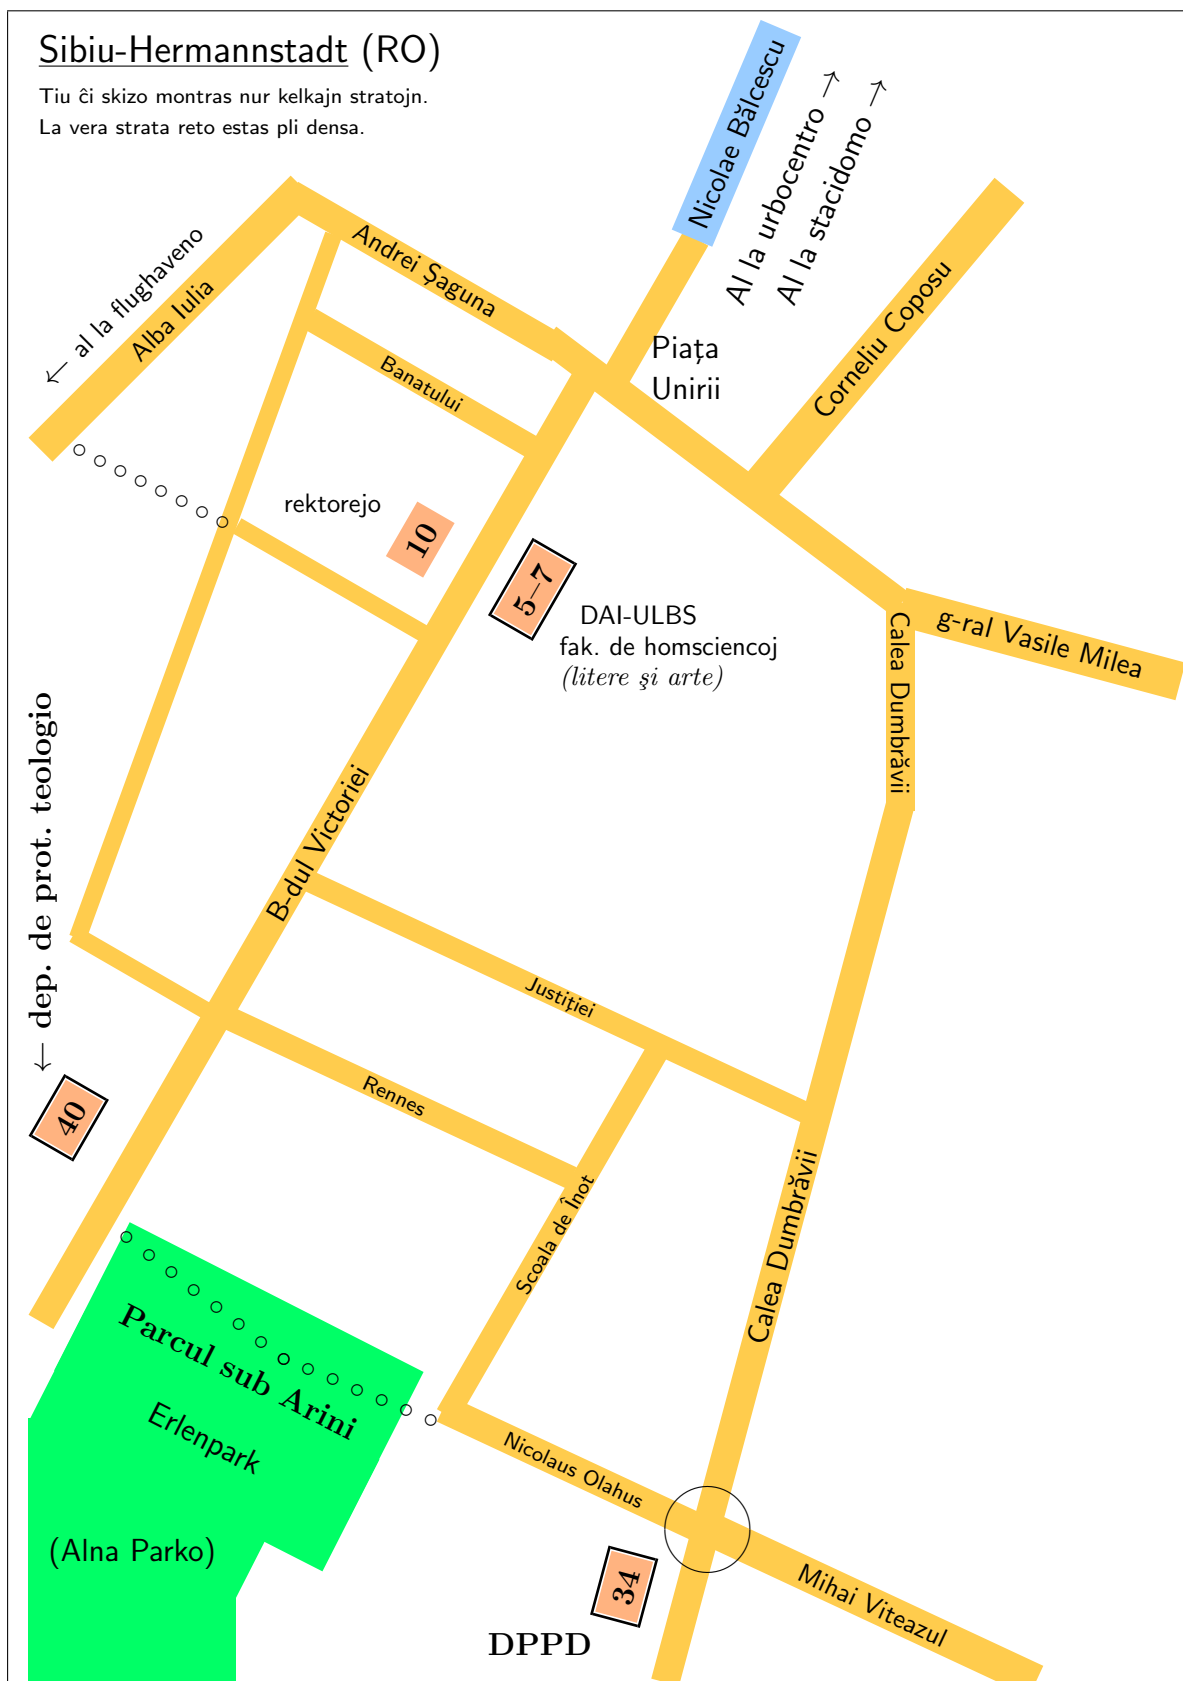 Sibiu-Hermannstadt (RO)
Tiu ĉi skizo montras nur kelkajn stratojn.
La vera strata reto estas pli densa.
Nicolae Bălcescu
Al la urbocentro →
Al la stacidomo →
← al la flughaveno
Alba Iulia
Andrei Şaguna
Banatului
Piața
Unirii
Corneliu Coposu
rektorejo
10
5–7
DAI-ULBS
fak. de homsciencoj
(litere şi arte)
g-ral Vasile Milea
Calea Dumbrăvii
← dep. de prot. teologio
B-dul Victoriei
Justiției
Rennes
40
Scoala de Înot
Calea Dumbrăvii
Parcul sub Arini
Erlenpark
(Alna Parko)
Nicolaus Olahus
34
DPPD
Mihai Viteazul